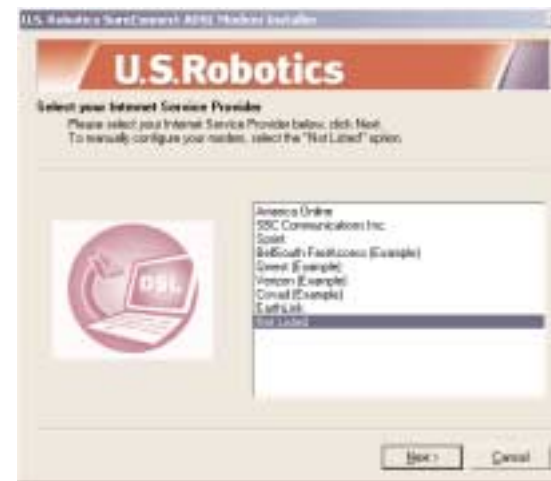 U.S. Robotics SureConnect ADSL Modem Installer
U.S.Robotics
Select your Internet Service Provider
Please select your Internet Service Provider below, click Next.
To manually configure your modem, select the "Not Listed" option.
DSL
America Online
SBC Communications Inc.
Sprint
BellSouth FastAccess (Example)
Qwest (Example)
Verizon (Example)
Covad (Example)
EarthLink
Not Listed
Next >
Cancel